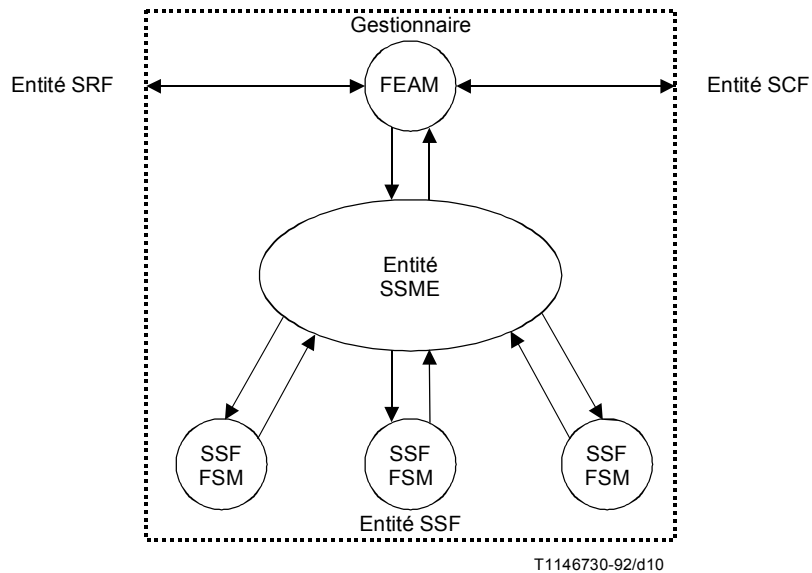 Gestionnaire
Entité SRF
FEAM
Entité SCF
Entité
SSME
SSF
FSM
SSF
FSM
SSF
FSM
Entité SSF
T1146730-92/d10